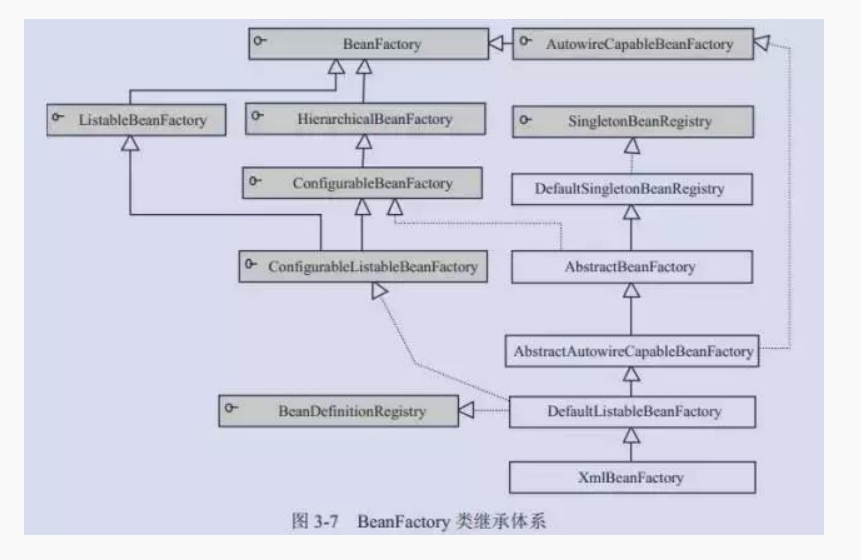 BeanFactory
AutowireCapableBeanFactory
ListableBeanFactory
HierarchicalBeanFactory
SingletonBeanRegistry
ConfigurableBeanFactory
DefaultSingletonBeanRegistry
ConfigurableListableBeanFactory
AbstractBeanFactory
AbstractAutowireCapableBeanFactory
BeanDefinitionRegistry
DefaultListableBeanFactory
XmlBeanFactory
图 3-7 BeanFactory 类继承体系